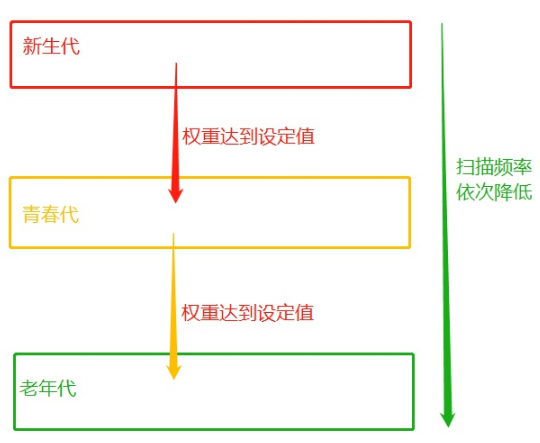 新生代
权重达到设定值
扫描频率
依次降低
青春代
权重达到设定值
老年代